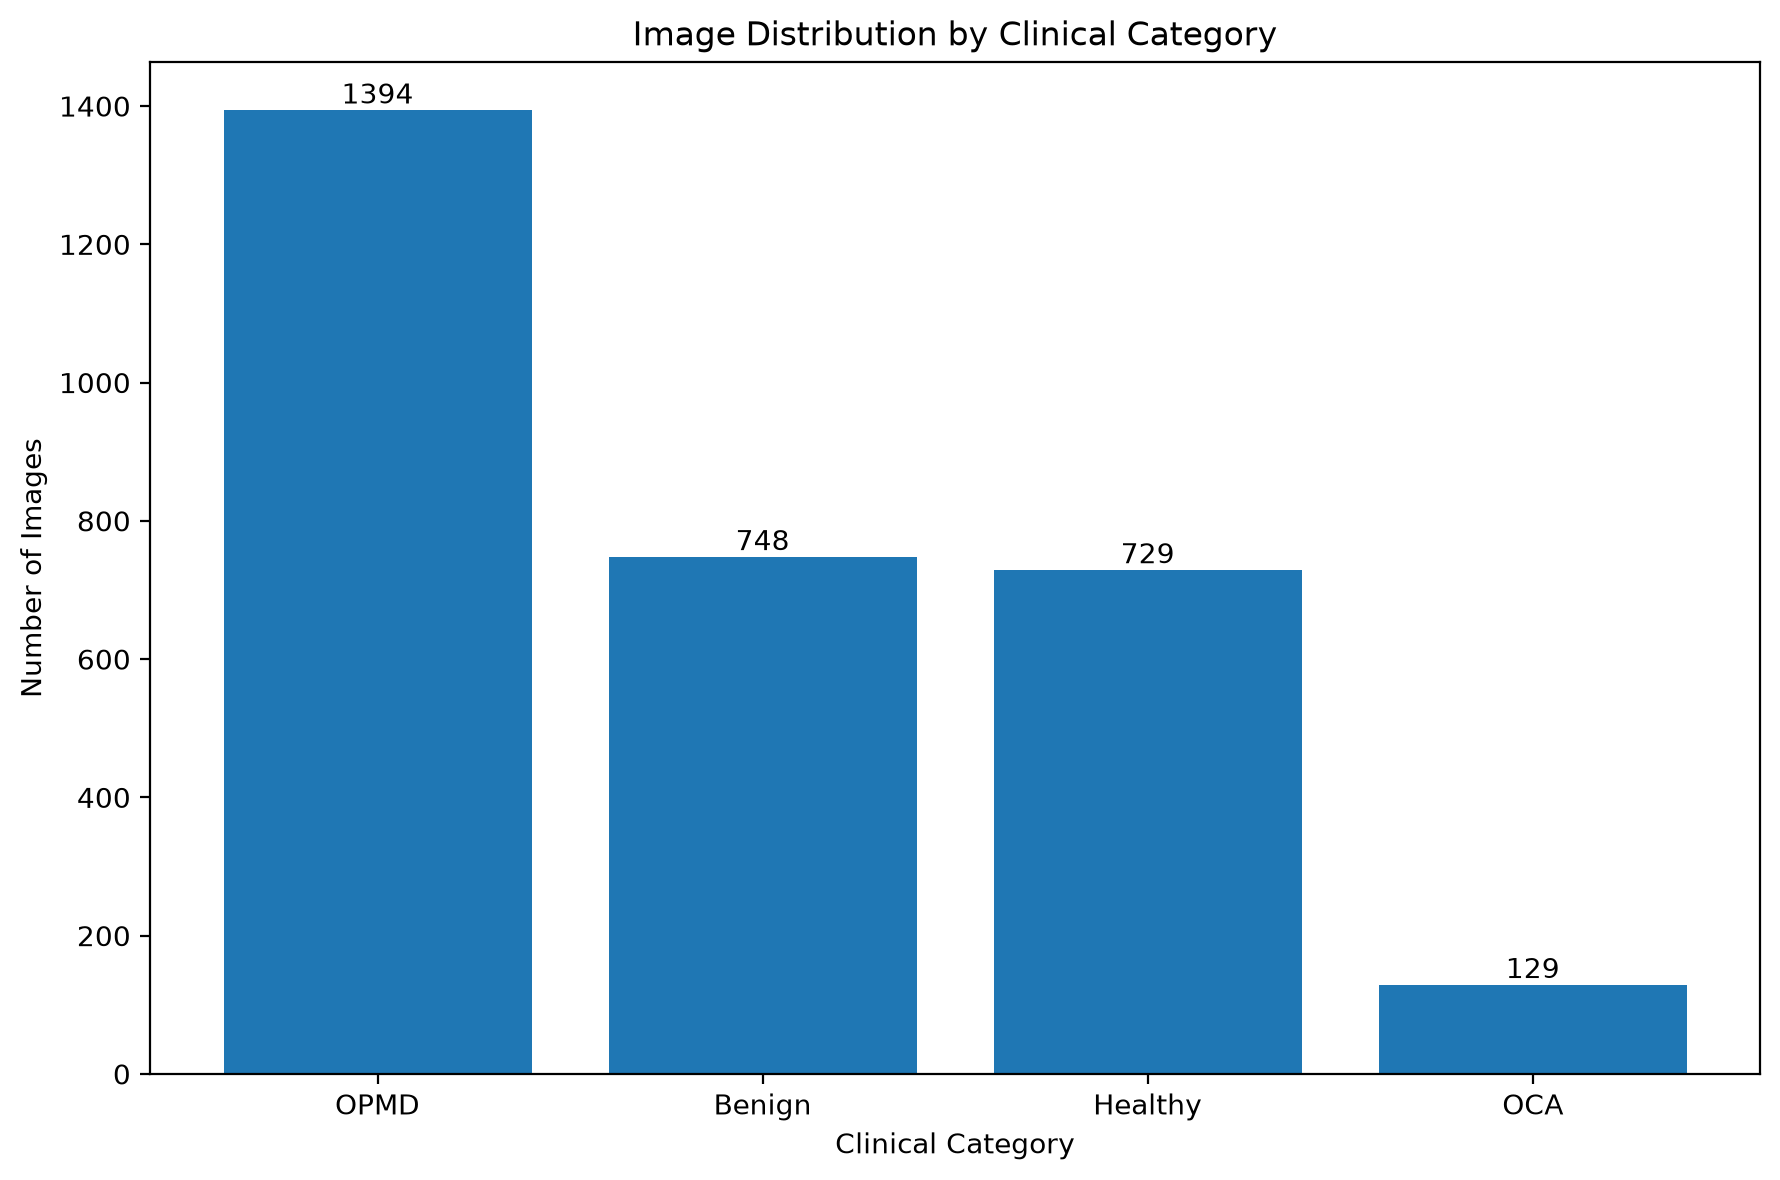 Image Distribution by Clinical Category
1394
748
729
129
1400
1200
1000
800
600
400
200
0
Number of Images
OPMD
Benign
Healthy
OCA
Clinical Category